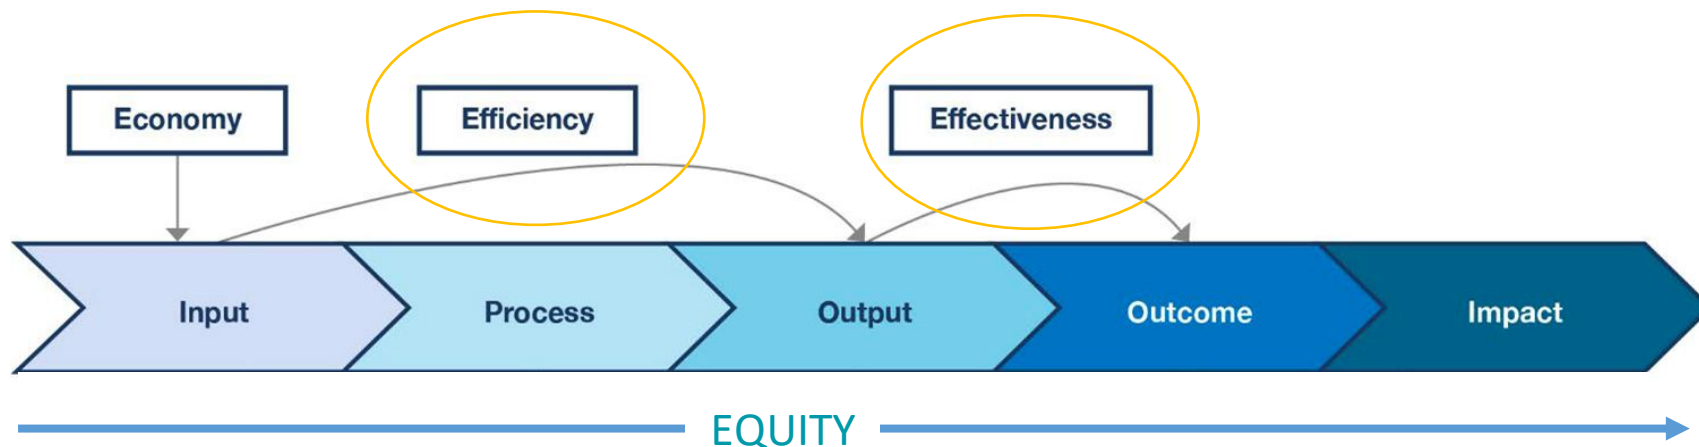 Economy
Efficiency
Effectiveness
Input
Process
Output
Outcome
Impact
EQUITY